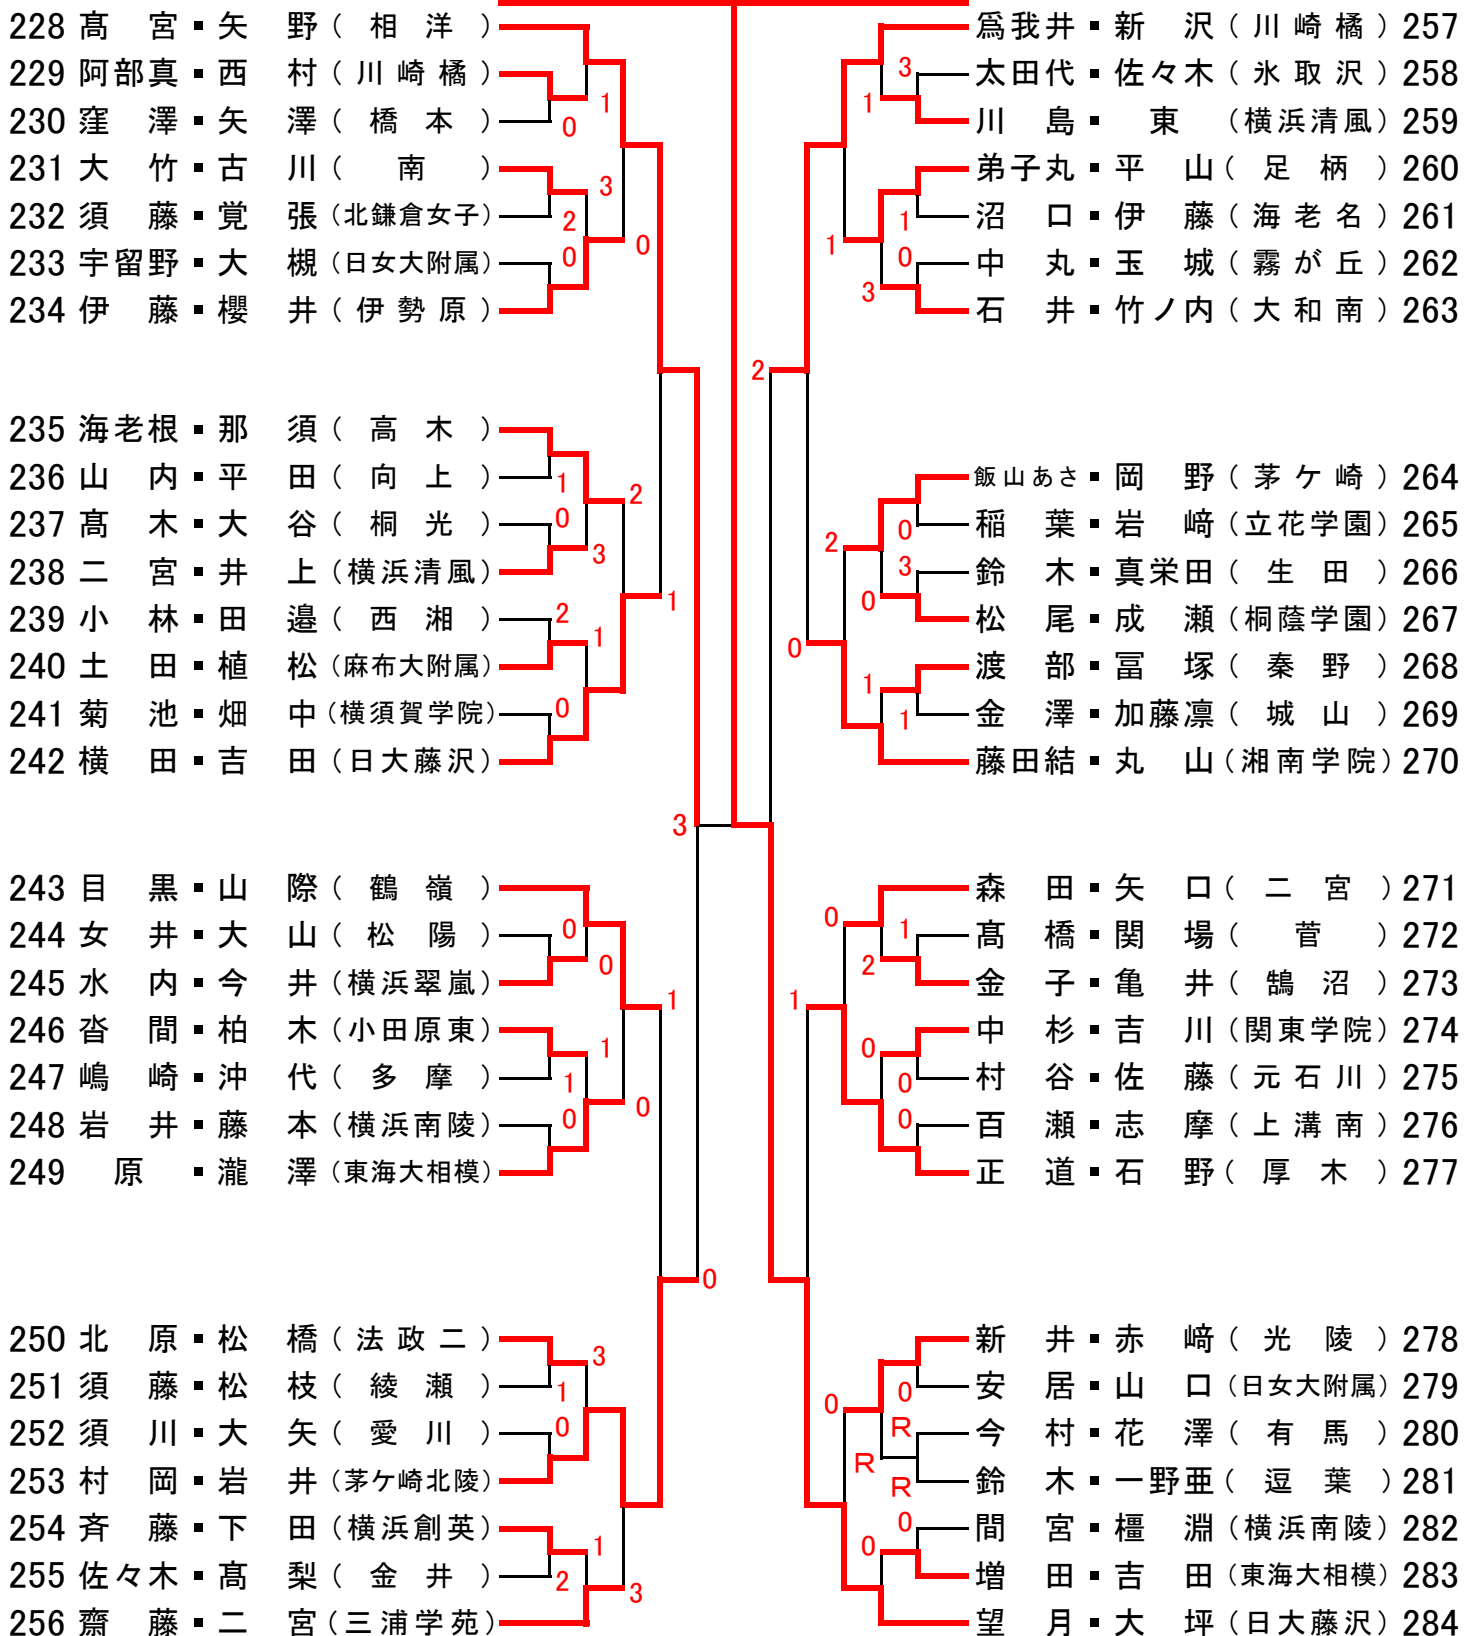 228 髙宮・矢野(相洋)
229 阿部真・西村(川崎橘)
230 窪澤・矢澤(橋本)
231 大竹・古川(南)
232 須藤・覚張(北鎌倉女子)
233 宇留野・大槻(日女大附属)
234 伊藤・櫻井(伊勢原)
1
0
3
2
0
0
235 海老根・那須(高木)
236 山内・平田(向上)
237 髙木・大谷(桐光)
238 二宮・井上(横浜清風)
239 小林・田邉(西湘)
240 土田・植松(麻布大附属)
241 菊池・畑中(横須賀学院)
242 横田・吉田(日大藤沢)
1
2
0
3
2
1
1
0
3
243 目黒・山際(鶴嶺)
244 女井・大山(松陽)
245 水内・今井(横浜翠嵐)
246 沓間・柏木(小田原東)
247 嶋崎・沖代(多摩)
248 岩井・藤本(横浜南陵)
249 原・瀧澤(東海大相模)
0
0
1
1
1
0
0
0
250 北原・松橋(法政二)
251 須藤・松枝(綾瀬)
252 須川・大矢(愛川)
253 村岡・岩井(茅ケ崎北陵)
254 斉藤・下田(横浜創英)
255 佐々木・髙梨(金井)
256 齋藤・二宮(三浦学苑)
3
1
0
1
2
3
爲我井・新沢(川崎橘) 257
太田代・佐々木(氷取沢) 258
川島・東(横浜清風) 259
弟子丸・平山(足柄) 260
沼口・伊藤(海老名) 261
中丸・玉城(霧が丘) 262
石井・竹ノ内(大和南) 263
3
1
1
1
0
3
2
飯山あさ・岡野(茅ケ崎) 264
稲葉・岩﨑(立花学園) 265
鈴木・真栄田(生田) 266
松尾・成瀬(桐蔭学園) 267
渡部・冨塚(秦野) 268
金澤・加藤凛(城山) 269
藤田結・丸山(湘南学院) 270
0
2
3
0
0
1
1
森田・矢口(二宮) 271
髙橋・関場(菅) 272
金子・亀井(鵠沼) 273
中杉・吉川(関東学院) 274
村谷・佐藤(元石川) 275
百瀬・志摩(上溝南) 276
正道・石野(厚木) 277
0
1
2
1
0
0
0
新井・赤﨑(光陵) 278
安居・山口(日女大附属) 279
今村・花澤(有馬) 280
鈴木・一野亜(逗葉) 281
間宮・橿淵(横浜南陵) 282
増田・吉田(東海大相模) 283
望月・大坪(日大藤沢) 284
0
0
R
R
R
0
0